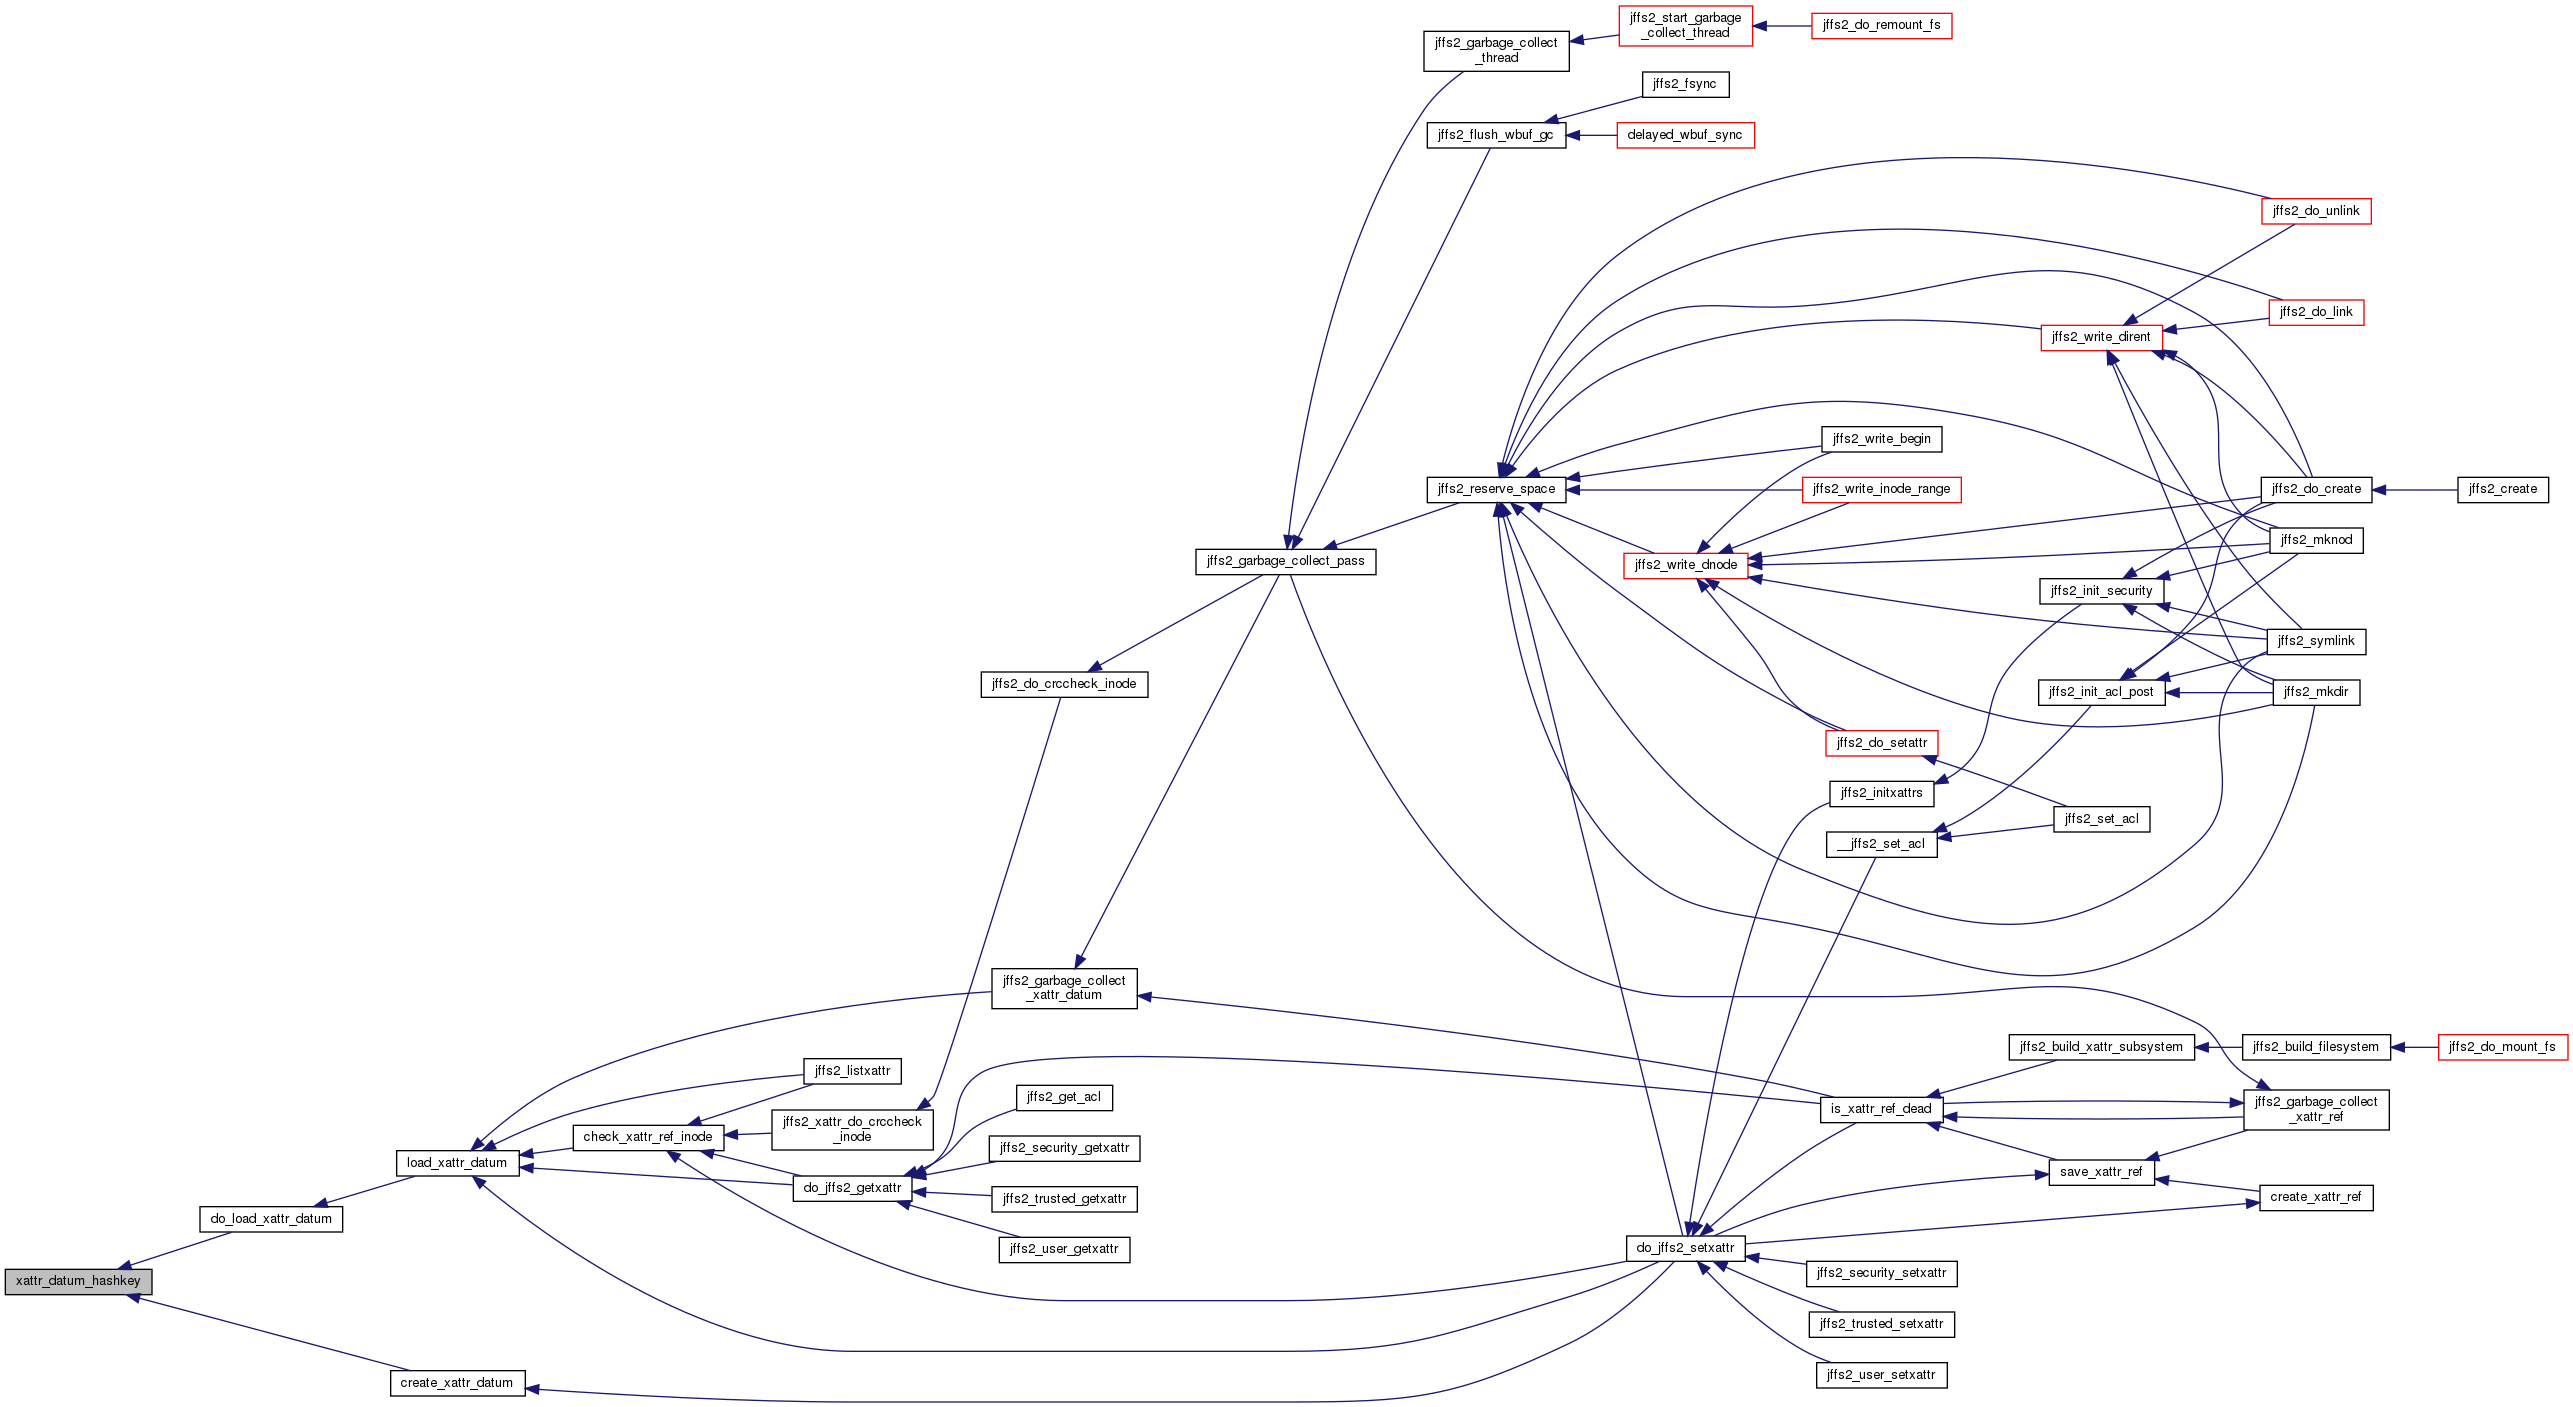 jffs2_start_garbage
_collect_thread
jffs2_do_remount_fs
jffs2_garbage_collect
_thread
jffs2_fsync
jffs2_flush_wbuf_gc
delayed_wbuf_sync
jffs2_do_unlink
jffs2_do_link
jffs2_write_dirent
jffs2_write_begin
jffs2_reserve_space
jffs2_write_inode_range
jffs2_do_create
jffs2_create
jffs2_mknod
jffs2_garbage_collect_pass
jffs2_write_dnode
jffs2_init_security
jffs2_symlink
jffs2_do_crccheck_inode
jffs2_init_acl_post
jffs2_mkdir
jffs2_do_setattr
jffs2_initxattrs
jffs2_set_acl
__jffs2_set_acl
jffs2_garbage_collect
_xattr_datum
jffs2_build_xattr_subsystem
jffs2_build_filesystem
jffs2_do_mount_fs
jffs2_listxattr
jffs2_get_acl
is_xattr_ref_dead
jffs2_garbage_collect
_xattr_ref
jffs2_xattr_do_crccheck
_inode
check_xattr_ref_inode
jffs2_security_getxattr
load_xattr_datum
save_xattr_ref
do_jffs2_getxattr
jffs2_trusted_getxattr
create_xattr_ref
do_load_xattr_datum
jffs2_user_getxattr
do_jffs2_setxattr
xattr_datum_hashkey
jffs2_security_setxattr
jffs2_trusted_setxattr
jffs2_user_setxattr
create_xattr_datum